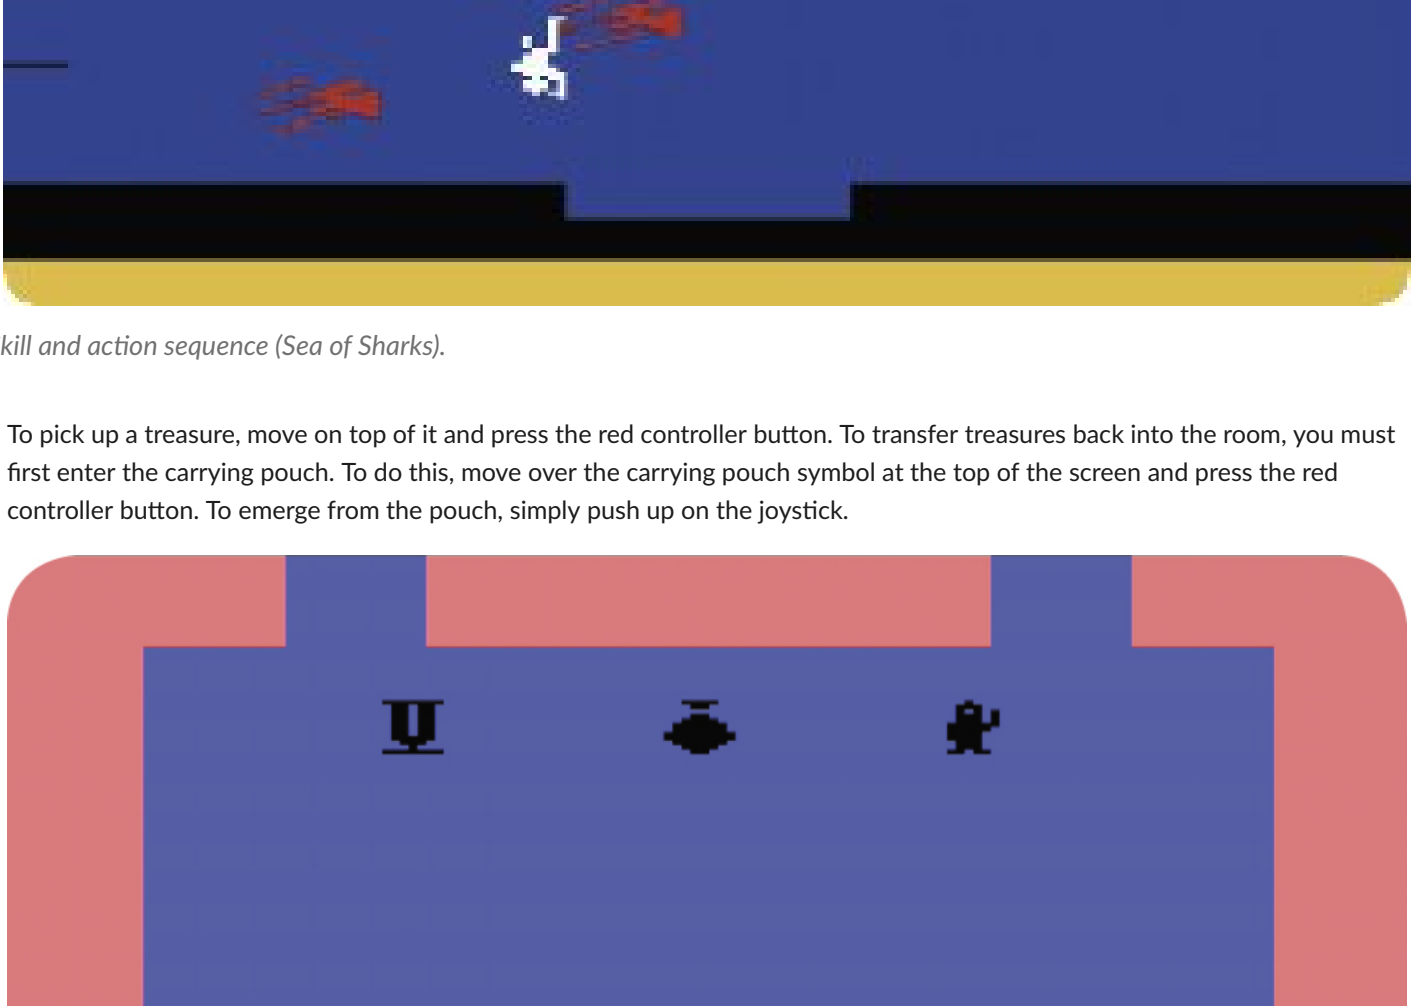 kill and action sequence (Sea of Sharks).
To pick up a treasure, move on top of it and press the red controller button. To transfer treasures back into the room, you must
first enter the carrying pouch. To do this, move over the carrying pouch symbol at the top of the screen and press the red
controller button. To emerge from the pouch, simply push up on the joystick.